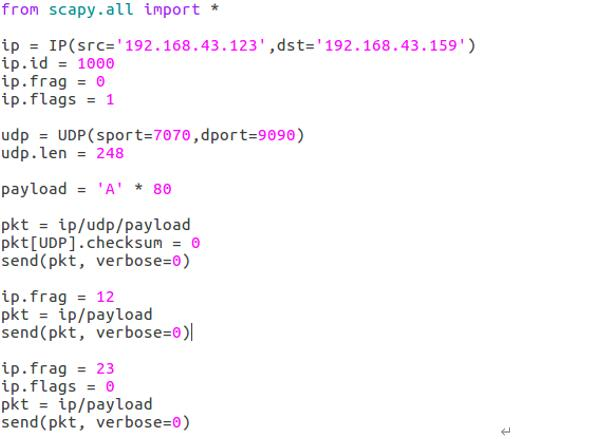 from scapy.all import *
ip = IP(src='192.168.43.123',dst='192.168.43.159')
ip.id = 1000
ip.frag = 0
ip.flags = 1
udp = UDP(sport=7070,dport=9090)
udp.len = 248
payload = 'A' * 80
pkt = ip/udp/payload
pkt[UDP].checksum = 0
send(pkt, verbose=0)
ip.frag = 12
pkt = ip/payload
send(pkt, verbose=0)
ip.frag = 23
ip.flags = 0
pkt = ip/payload
send(pkt, verbose=0)